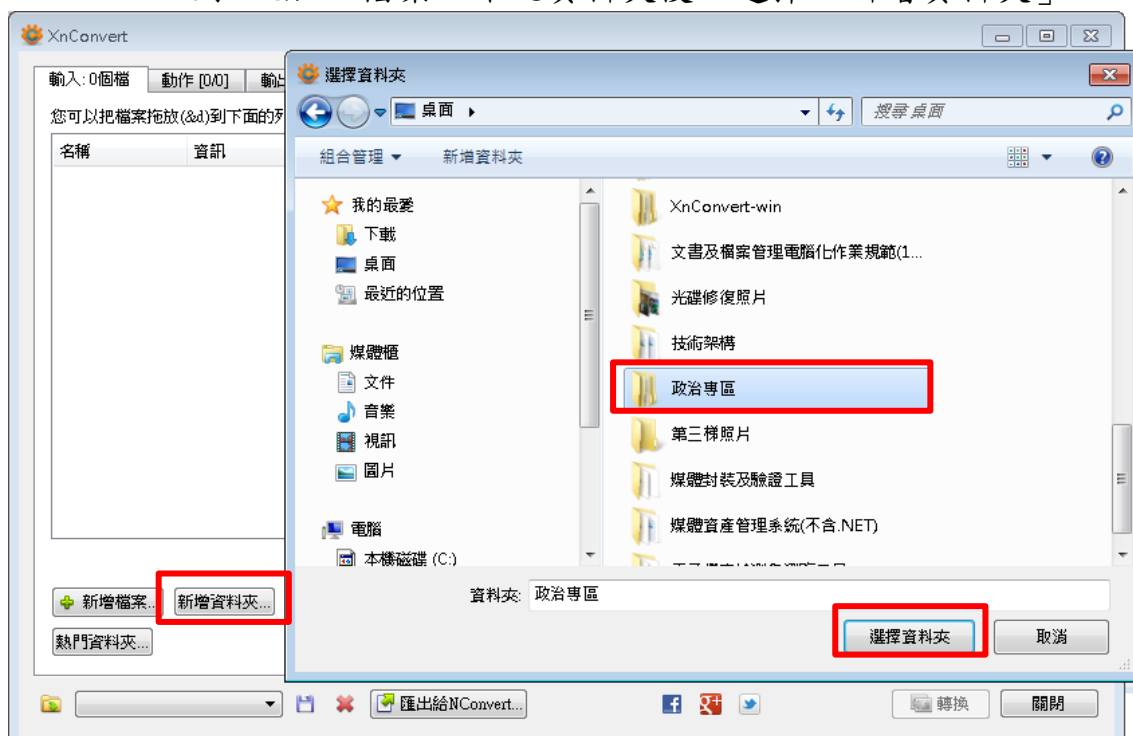 XnConvert
輸入: 0個檔 動作 [0/0]
您可以把檔案拖放(&d)到下面的列
名稱 資訊
選擇資料夾
桌面
搜尋 桌面
組合管理 新增資料夾
我的最愛
下載
桌面
最近的位置
媒體櫃
文件
音樂
視訊
圖片
電腦
本機磁碟 (C:)
XnConvert-win
文書及檔案管理電腦化作業規範(1...
光碟修復照片
技術架構
政治專區
第三梯照片
媒體封裝及驗證工具
媒體資產管理系統(不含.NET)
資料夾: 政治專區
選擇資料夾 取消
新增檔案... 新增資料夾...
熱門資料夾...
匯出給NConvert... 轉換 關閉